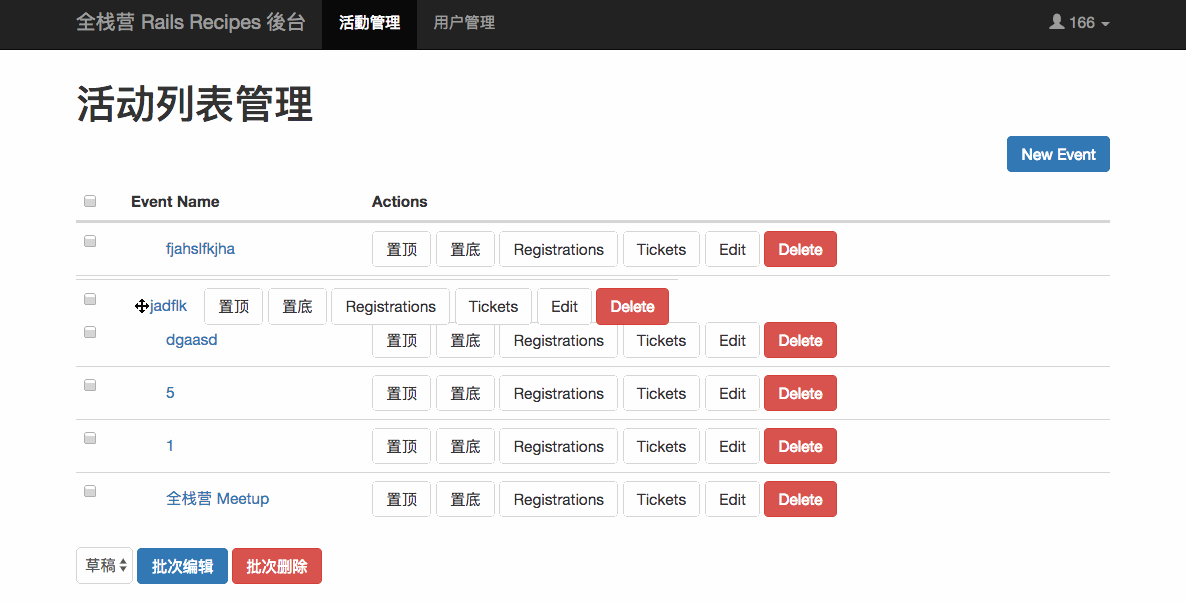 全栈营 Rails Recipes 後台 活動管理 用户管理 166
活动列表管理
New Event
Event Name Actions
fjahslfkjha 置顶 置底 Registrations Tickets Edit Delete
jadflk 置顶 置底 Registrations Tickets Edit Delete
dgaasd 置顶 置底 Registrations Tickets Edit Delete
5 置顶 置底 Registrations Tickets Edit Delete
1 置顶 置底 Registrations Tickets Edit Delete
全栈营 Meetup 置顶 置底 Registrations Tickets Edit Delete
草稿 批次编辑 批次删除